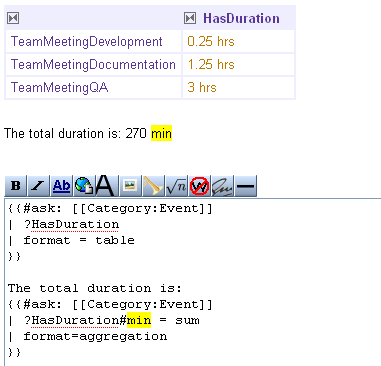 HasDuration
TeamMeetingDevelopment 0.25 hrs
TeamMeetingDocumentation 1.25 hrs
TeamMeetingQA 3 hrs
The total duration is: 270 min
B I Ab A √n W
{{#ask: [[Category:Event]]
| ?HasDuration
| format = table
}}
The total duration is:
{{#ask: [[Category:Event]]
| ?HasDuration#min = sum
| format=aggregation
}}